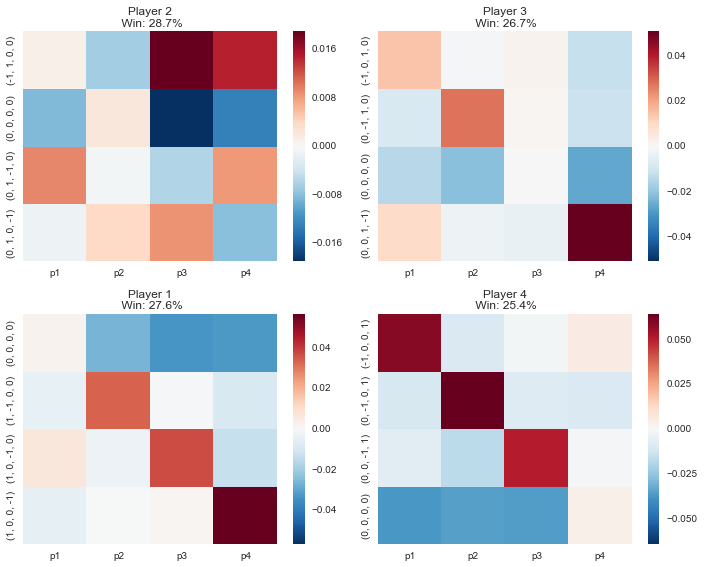 Player 2
Win: 28.7%
(-1, 1, 0, 0)
(0, 0, 0, 0)
(0, 1, -1, 0)
(0, 1, 0, -1)
p1 p2 p3 p4
0.016
0.008
0.000
−0.008
−0.016
Player 3
Win: 26.7%
(-1, 0, 1, 0)
(0, -1, 1, 0)
(0, 0, 0, 0)
(0, 0, 1, -1)
p1 p2 p3 p4
0.04
0.02
0.00
−0.02
−0.04
Player 1
Win: 27.6%
(0, 0, 0, 0)
(1, -1, 0, 0)
(1, 0, -1, 0)
(1, 0, 0, -1)
p1 p2 p3 p4
0.04
0.02
0.00
−0.02
−0.04
Player 4
Win: 25.4%
(-1, 0, 0, 1)
(0, -1, 0, 1)
(0, 0, -1, 1)
(0, 0, 0, 0)
p1 p2 p3 p4
0.050
0.025
0.000
−0.025
−0.050